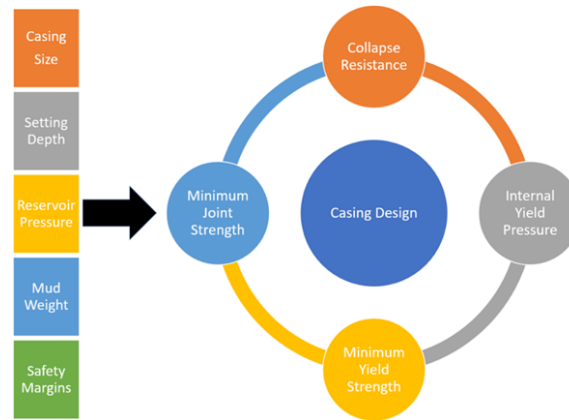 Casing
Size
Setting
Depth
Reservoir
Pressure
Mud
Weight
Safety
Margins
Collapse
Resistance
Minimum
Joint
Strength
Casing Design
Internal
Yield
Pressure
Minimum
Yield
Strength